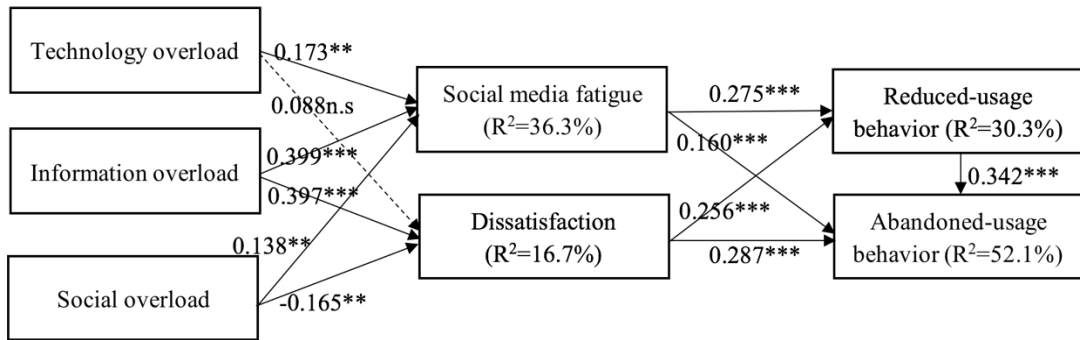 Technology overload
Information overload
Social overload
0.173**
0.088n.s
0.399***
0.397***
0.138**
-0.165**
Social media fatigue
(R²=36.3%)
Dissatisfaction
(R²=16.7%)
0.275***
0.160***
0.256***
0.287***
Reduced-usage
behavior (R²=30.3%)
0.342***
Abandoned-usage
behavior (R²=52.1%)